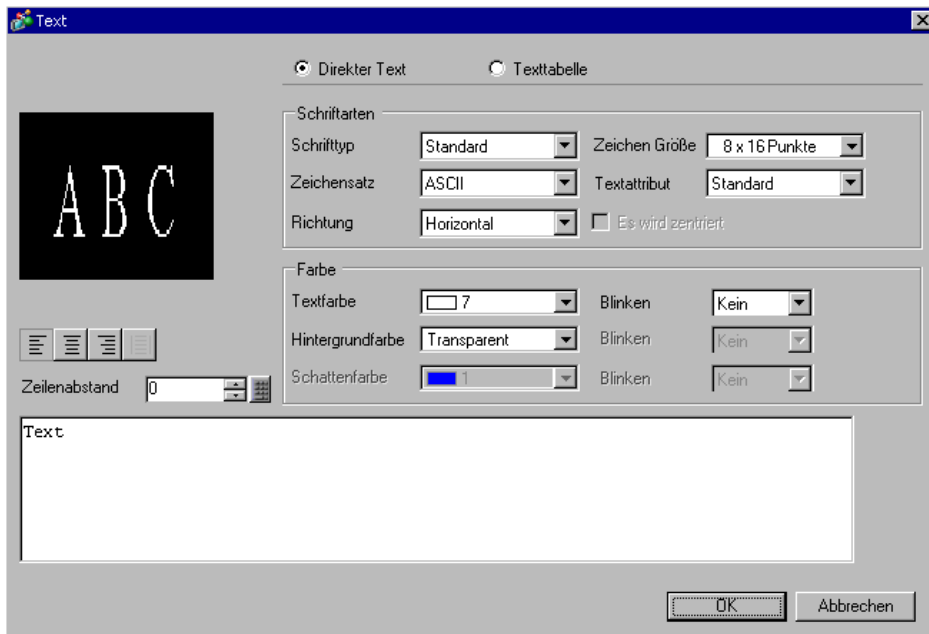 Text
Direkter Text Texttabelle
Schriftarten
Schrifttyp Standard Zeichen Größe 8 x 16 Punkte
Zeichensatz ASCII Textattribut Standard
Richtung Horizontal Es wird zentriert
ABC
Farbe
Textfarbe 7 Blinken Kein
Hintergrundfarbe Transparent Blinken Kein
Schattenfarbe 1 Blinken Kein
Zeilenabstand 0
Text
OK Abbrechen